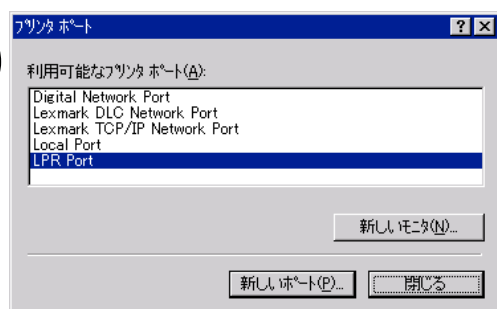 プリンタ ポート
利用可能なプリンタ ポート(A):
Digital Network Port
Lexmark DLC Network Port
Lexmark TCP/IP Network Port
Local Port
LPR Port
新しいモニタ(N)...
新しいポート(P)...
閉じる